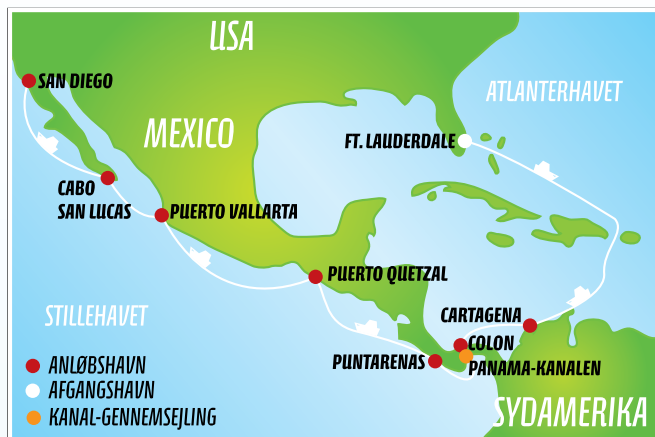 USA
SAN DIEGO
ATLANTERHAVET
MEXICO
FT. LAUDERDALE
CABO
SAN LUCAS
PUERTO VALLARTA
PUERTO QUETZAL
STILLEHAVET
CARTAGENA
COLON
PUNTARENAS
PANAMA-KANALEN
ANLØBSHAVN
AFGANGSHAVN
KANAL-GENNEMSEJLING
SYDAMERIKA